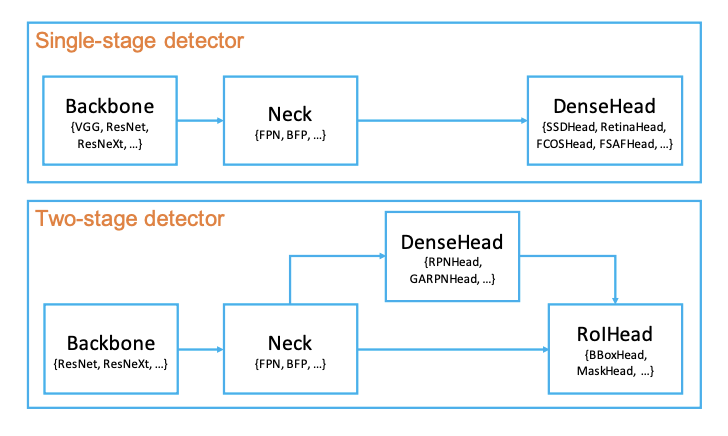 Single-stage detector
Backbone
{VGG, ResNet,
ResNeXt, ...}
Neck
{FPN, BFP, ...}
DenseHead
{SSDHead, RetinaHead,
FCOSHead, FSAFHead, ...}
Two-stage detector
DenseHead
{RPNHead,
GARPNHead, ...}
Backbone
{ResNet, ResNeXt, ...}
Neck
{FPN, BFP, ...}
RoIHead
{BBoxHead,
MaskHead, ...}